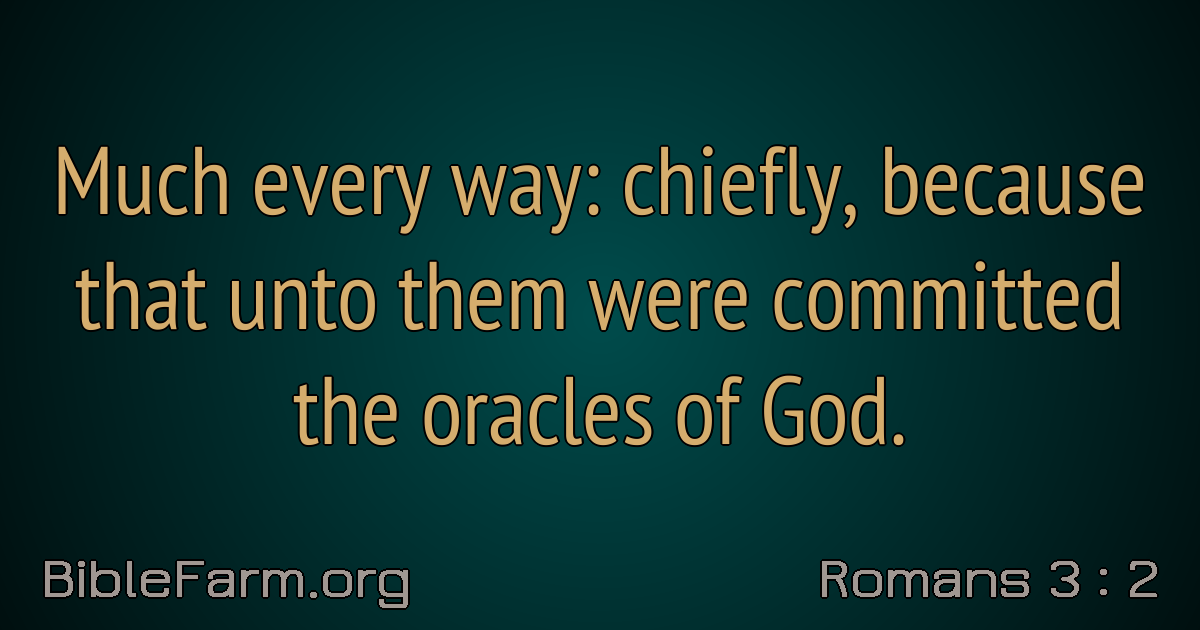 Much every way: chiefly, because
that unto them were committed
the oracles of God.
BibleFarm.org
Romans 3 : 2